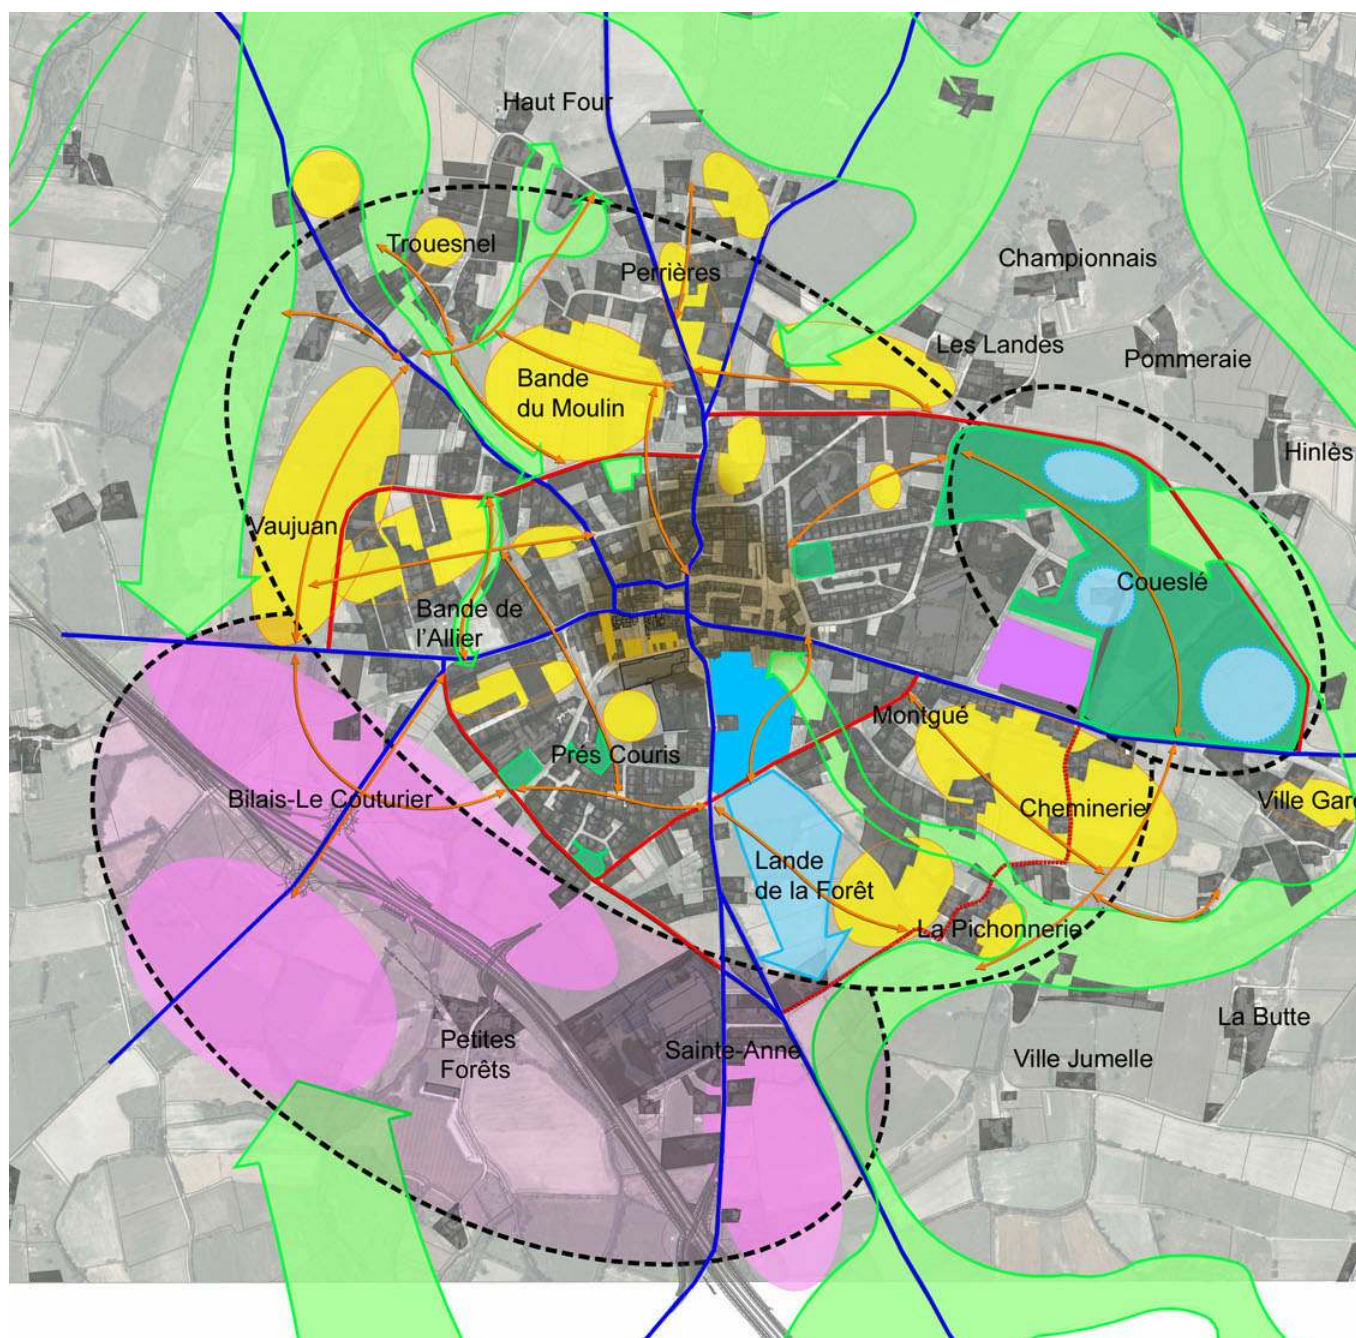 Haut Four
Trouesnel
Perrières
Championnais
Les Landes
Pommeraie
Bande
du Moulin
Hinlès
Vaujuan
Coueslé
Bande de
l'Allier
Montgué
Prés Couris
Bilais-Le Couturier
Cheminerie
Ville Gare
Lande
de la Forêt
La Pichonnerie
La Butte
Petites
Forêts
Sainte-Anne
Ville Jumelle